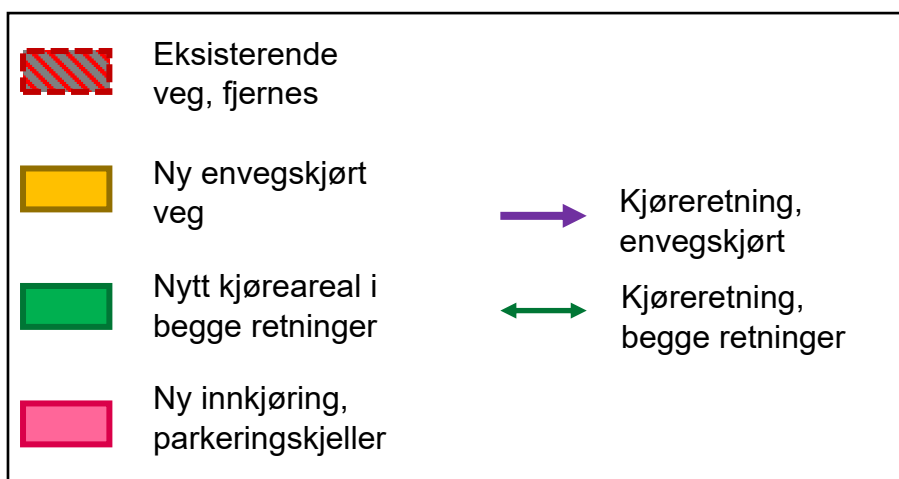 Eksisterende
veg, fjernes
Ny envegskjørt
veg
Nytt kjøreareal i
begge retninger
Ny innkjøring,
parkeringskjeller
Kjøreretning,
envegskjørt
Kjøreretning,
begge retninger